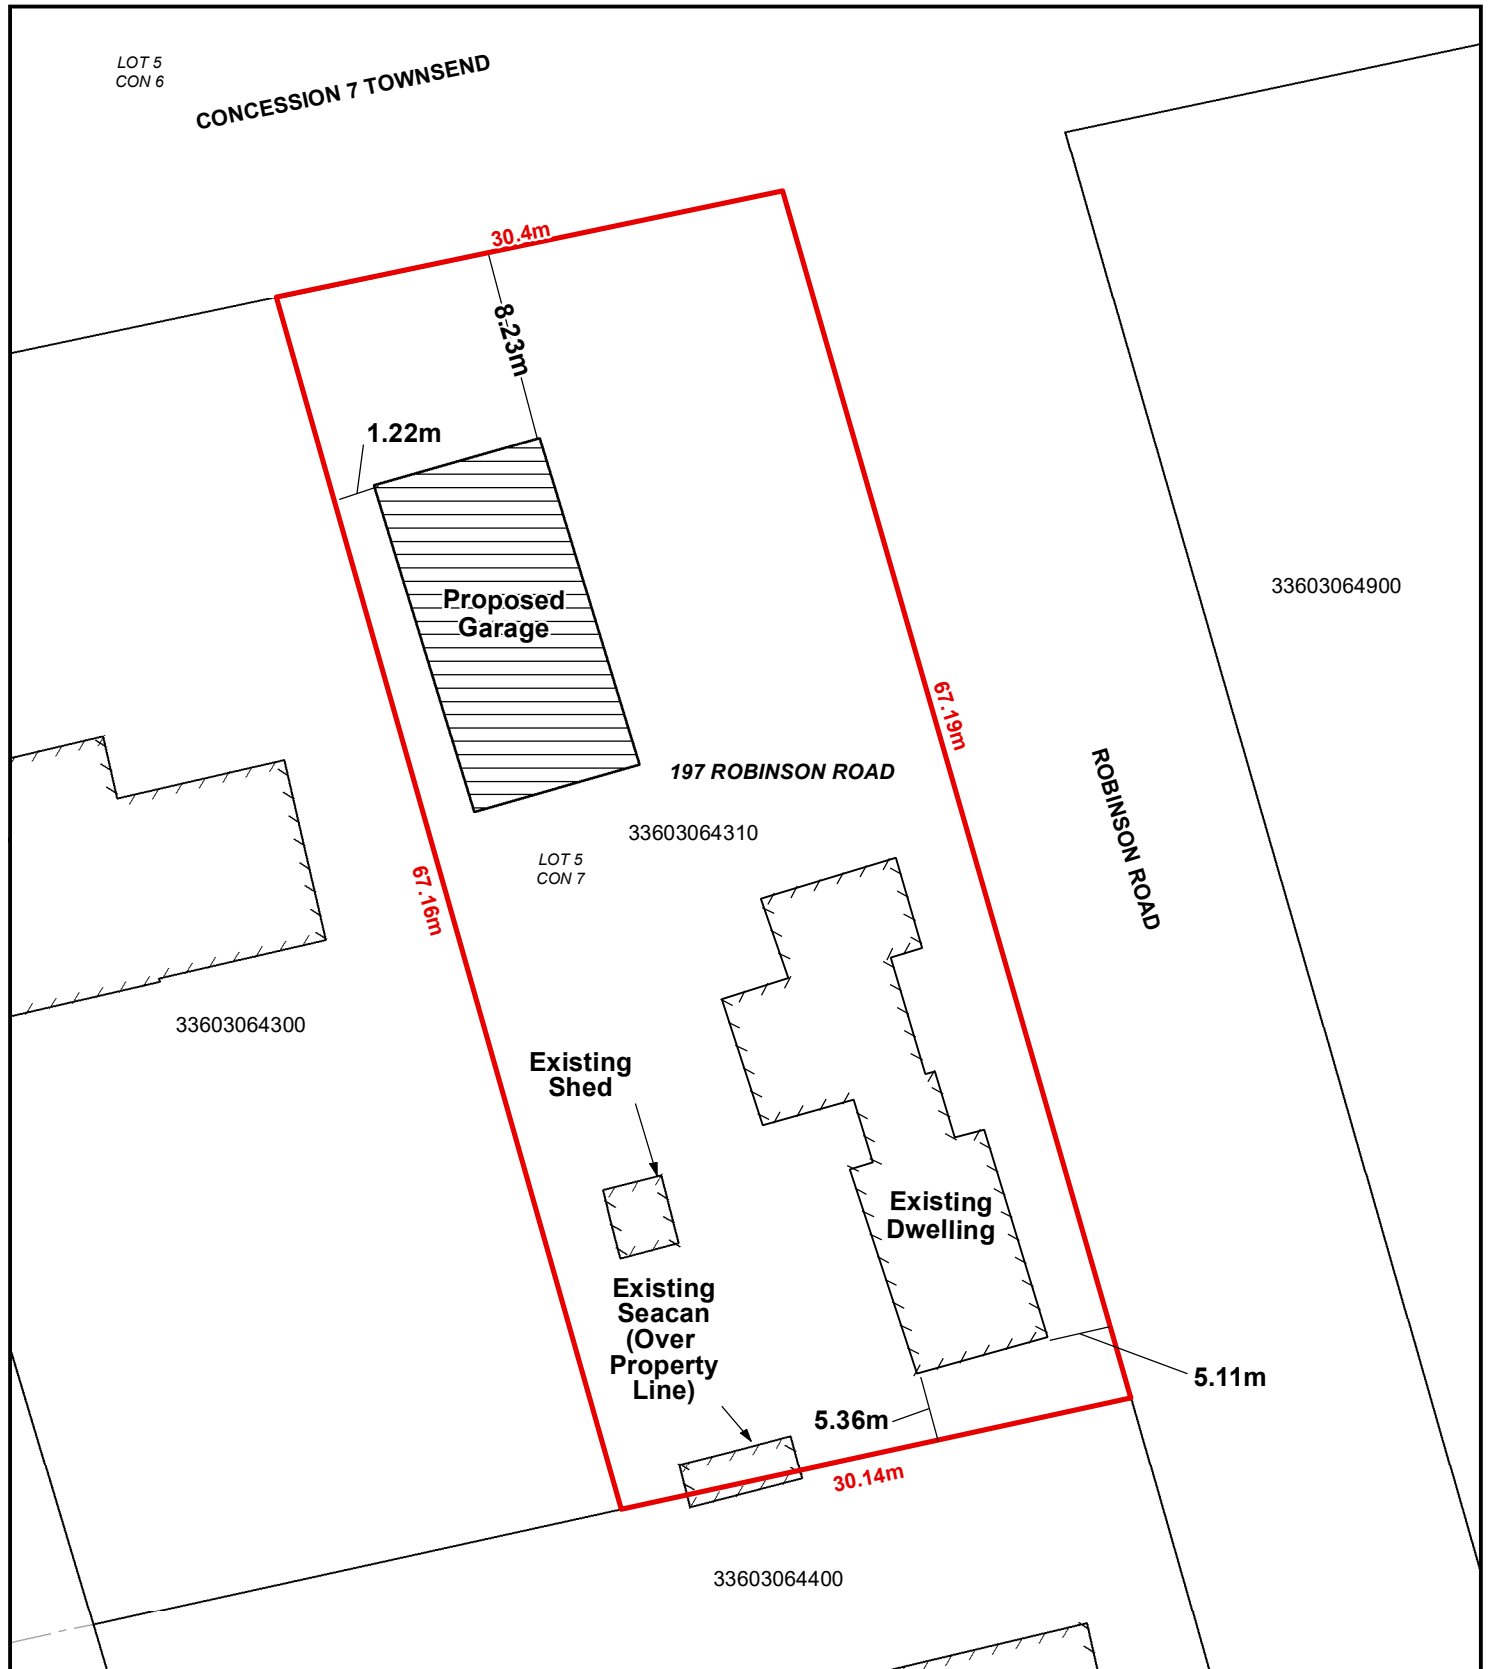 LOT 5
CON 6
CONCESSION 7 TOWNSEND
30.4m
8.23m
1.22m
33603064900
Proposed
Garage
67.19m
197 ROBINSON ROAD
ROBINSON ROAD
33603064310
LOT 5
CON 7
67.16m
33603064300
Existing
Shed
Existing
Dwelling
Existing
Seacan
(Over
Property
Line)
5.11m
5.36m
30.14m
33603064400